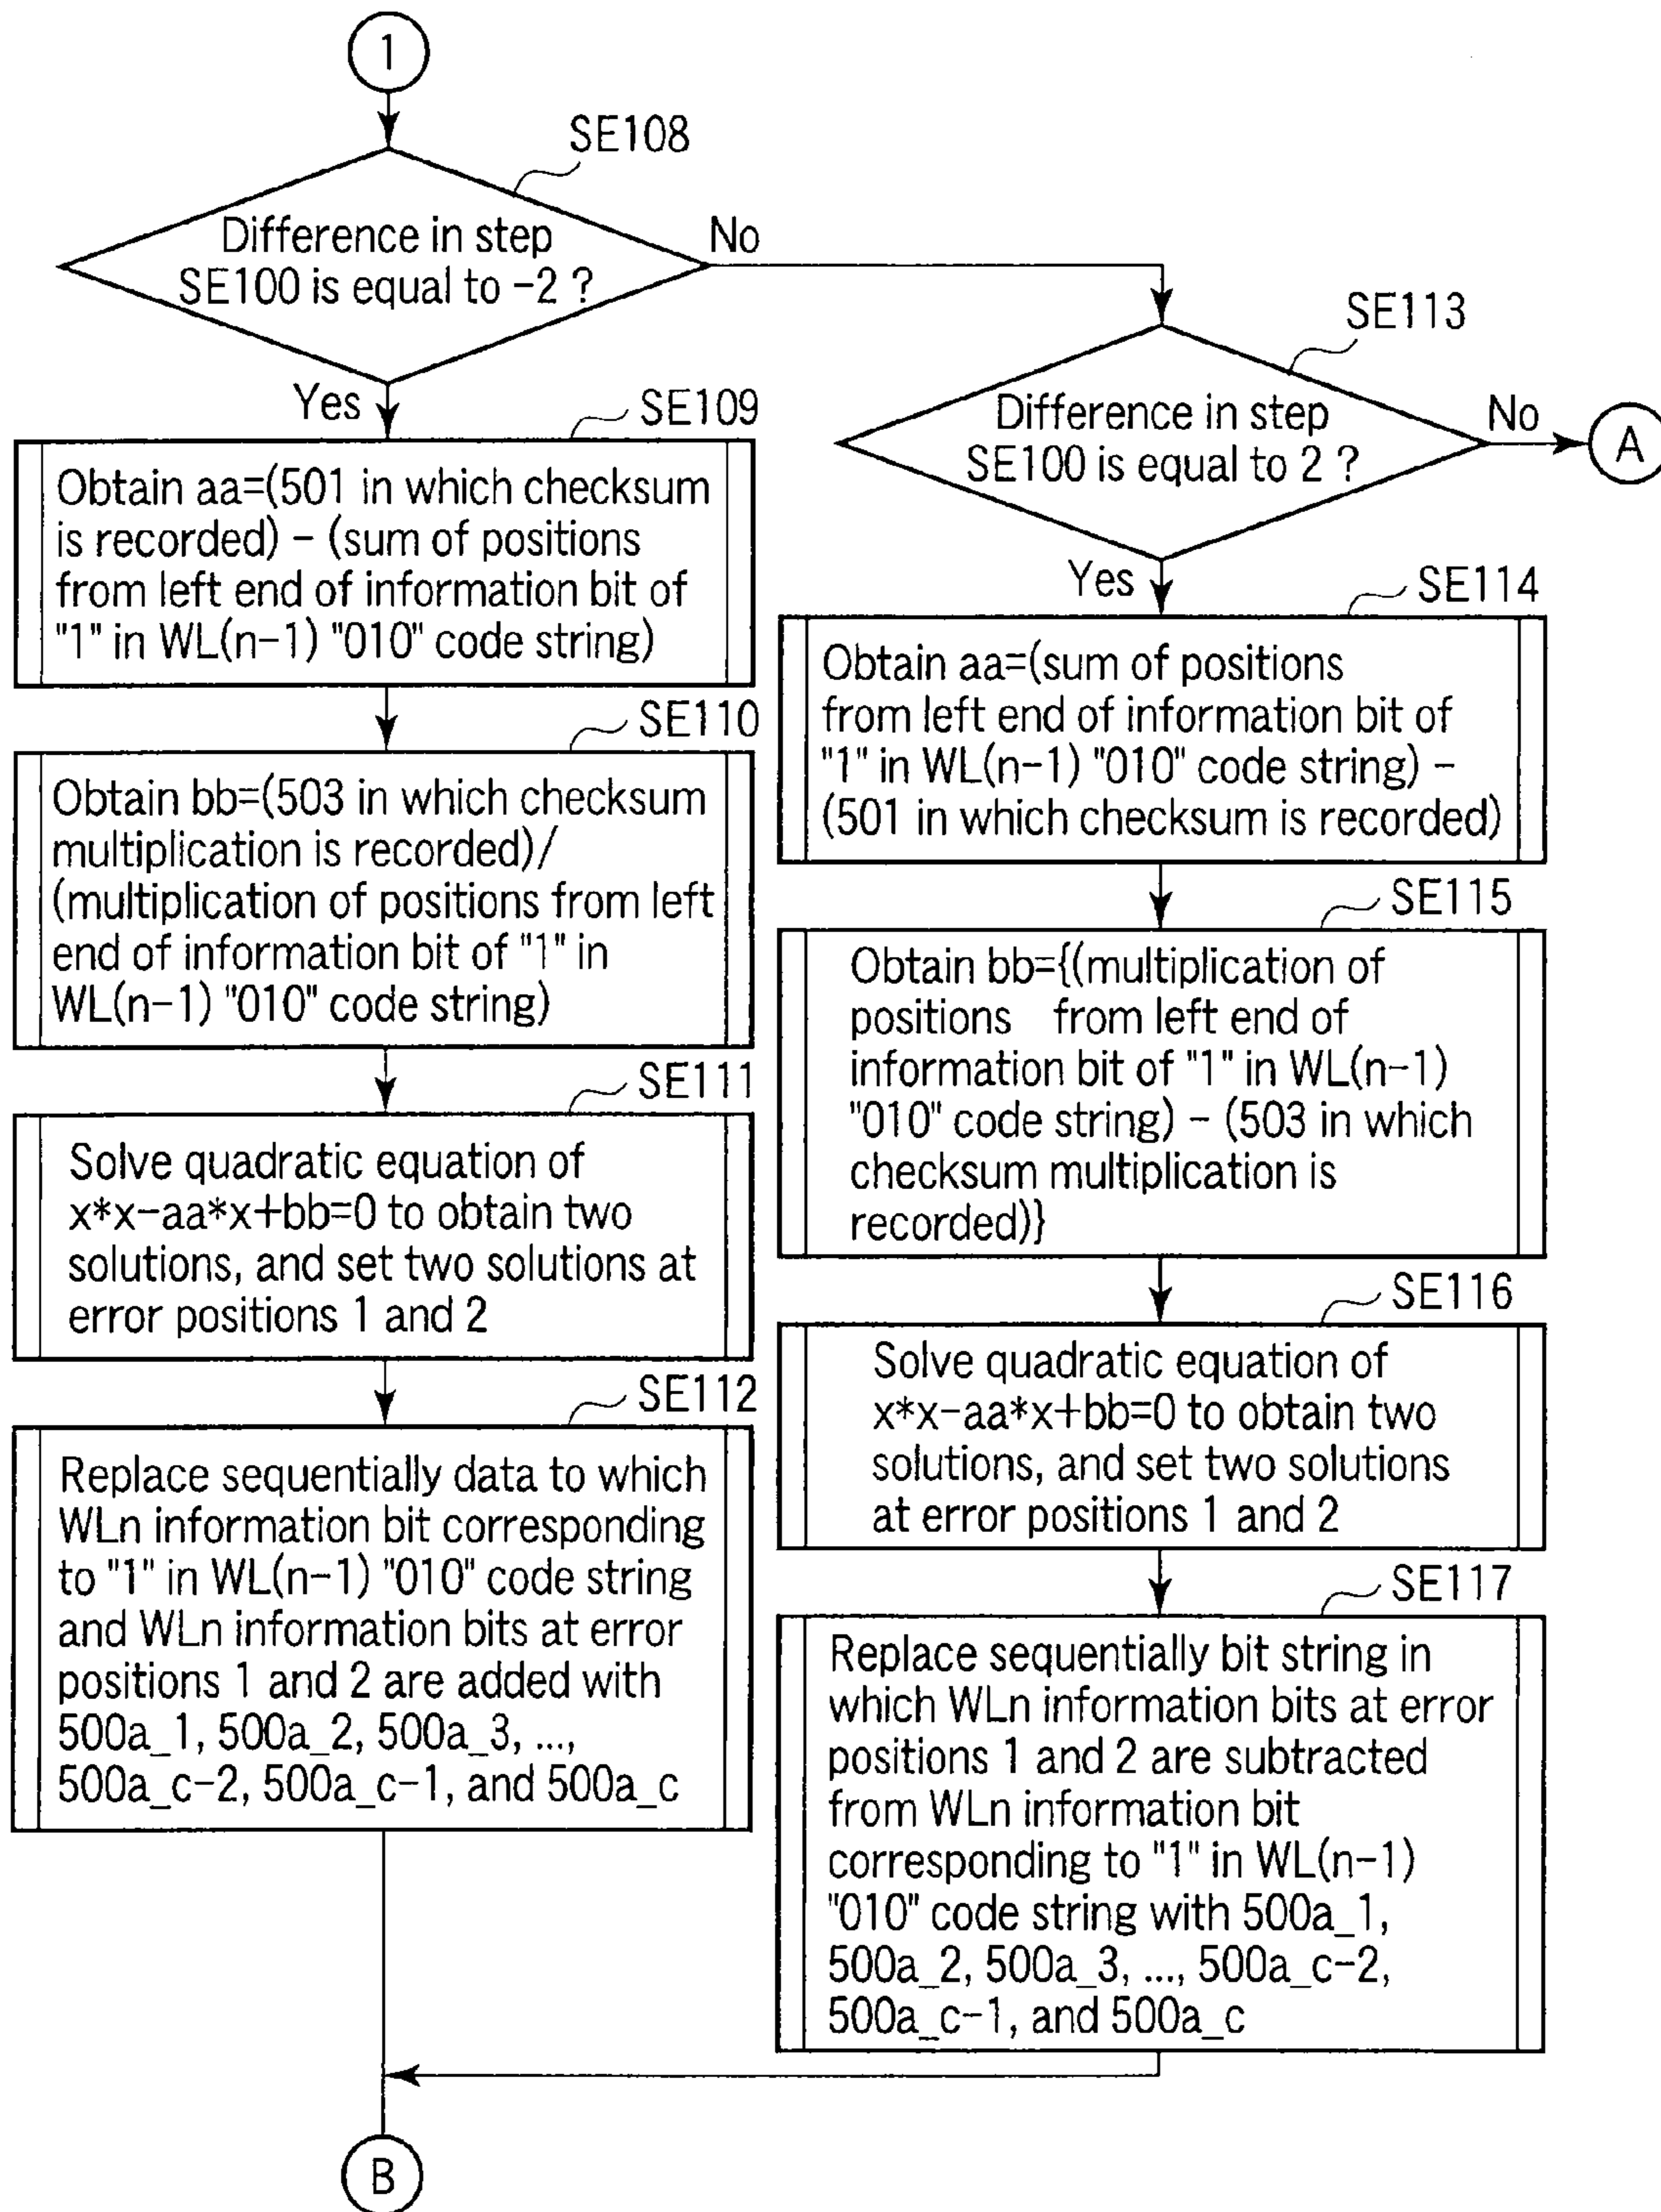 1
SE108
Difference in step
SE100 is equal to −2 ?
No
Yes
SE109
Obtain aa=(501 in which checksum
is recorded) − (sum of positions
from left end of information bit of
"1" in WL(n−1) "010" code string)
SE110
Obtain bb=(503 in which checksum
multiplication is recorded)/
(multiplication of positions from left
end of information bit of "1" in
WL(n−1) "010" code string)
SE111
Solve quadratic equation of
x*x−aa*x+bb=0 to obtain two
solutions, and set two solutions at
error positions 1 and 2
SE112
Replace sequentially data to which
WLn information bit corresponding
to "1" in WL(n−1) "010" code string
and WLn information bits at error
positions 1 and 2 are added with
500a_1, 500a_2, 500a_3, ...,
500a_c−2, 500a_c−1, and 500a_c
SE113
Difference in step
SE100 is equal to 2 ?
No
A
Yes
SE114
Obtain aa=(sum of positions
from left end of information bit of
"1" in WL(n−1) "010" code string) −
(501 in which checksum is recorded)
SE115
Obtain bb={(multiplication of
positions from left end of
information bit of "1" in WL(n−1)
"010" code string) − (503 in which
checksum multiplication is
recorded)}
SE116
Solve quadratic equation of
x*x−aa*x+bb=0 to obtain two
solutions, and set two solutions
at error positions 1 and 2
SE117
Replace sequentially bit string in
which WLn information bits at error
positions 1 and 2 are subtracted
from WLn information bit
corresponding to "1" in WL(n−1)
"010" code string with 500a_1,
500a_2, 500a_3, ..., 500a_c−2,
500a_c−1, and 500a_c
B